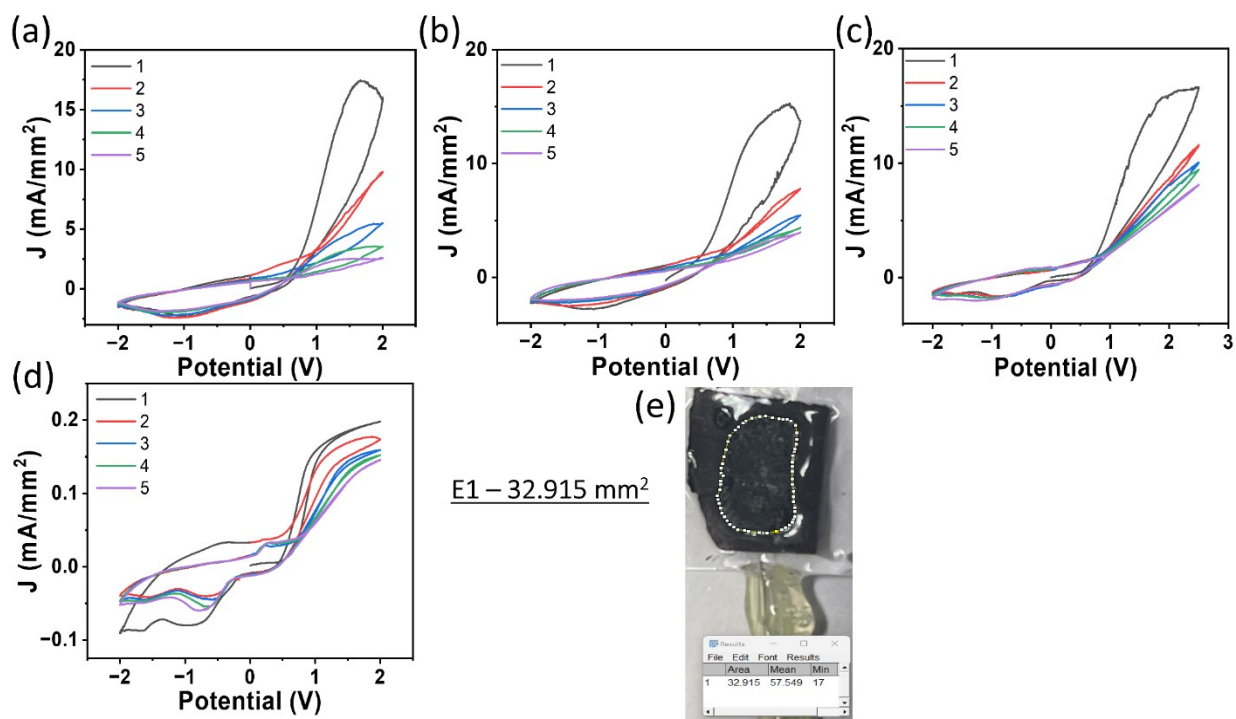 (a)
20
15
10
5
0
J (mA/mm²)
1
2
3
4
5
−2 −1 0 1 2
Potential (V)
(b)
20
10
0
J (mA/mm²)
1
2
3
4
5
−2 −1 0 1 2
Potential (V)
(c)
20
15
10
5
0
J (mA/mm²)
1
2
3
4
5
−2 −1 0 1 2 3
Potential (V)
(d)
0.2
0.1
0.0
−0.1
J (mA/mm²)
1
2
3
4
5
−2 −1 0 1 2
Potential (V)
E1 – 32.915 mm²
(e)
Results
File Edit Font Results
Area Mean Min
1 32.915 57.549 17